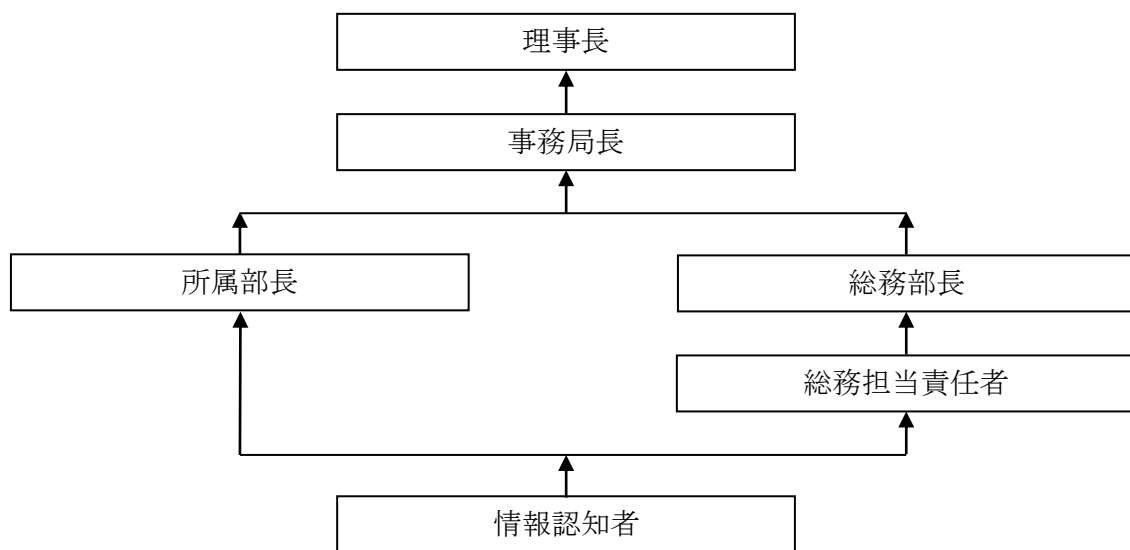 理事長
事務局長
所属部長
総務部長
総務担当責任者
情報認知者